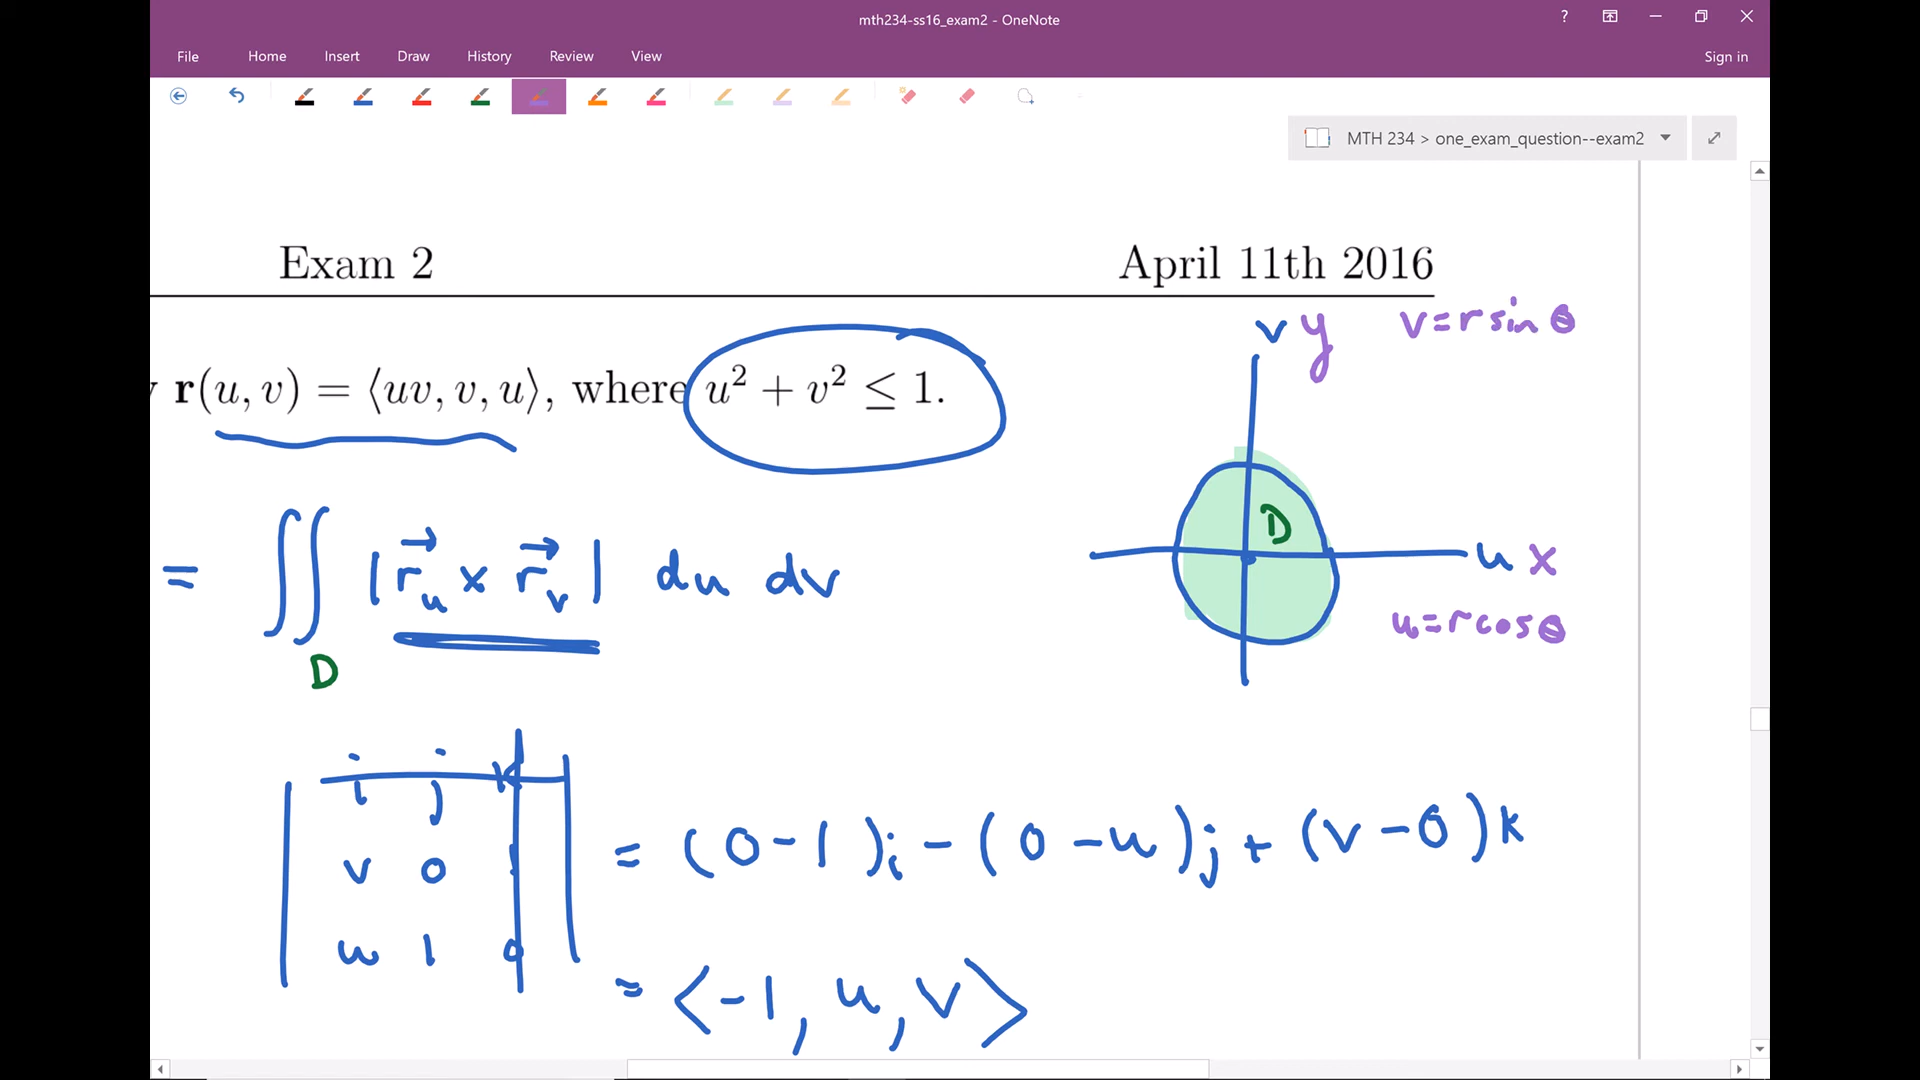 mth234-ss16_exam2 - OneNote
File Home Insert Draw History Review View Sign in
MTH 234 > one_exam_question--exam2
Exam 2 April 11th 2016
v y v = r sin θ
r(u, v) = ⟨uv, v, u⟩, where u² + v² ≤ 1.
D
= ∬ | r⃗ᵤ × r⃗ᵥ | du dv
u x
D
u = r cos θ
i j k
v 0 1
u 1 0
= (0 - 1)i - (0 - u)j + (v - 0)k
= < -1, u, v >